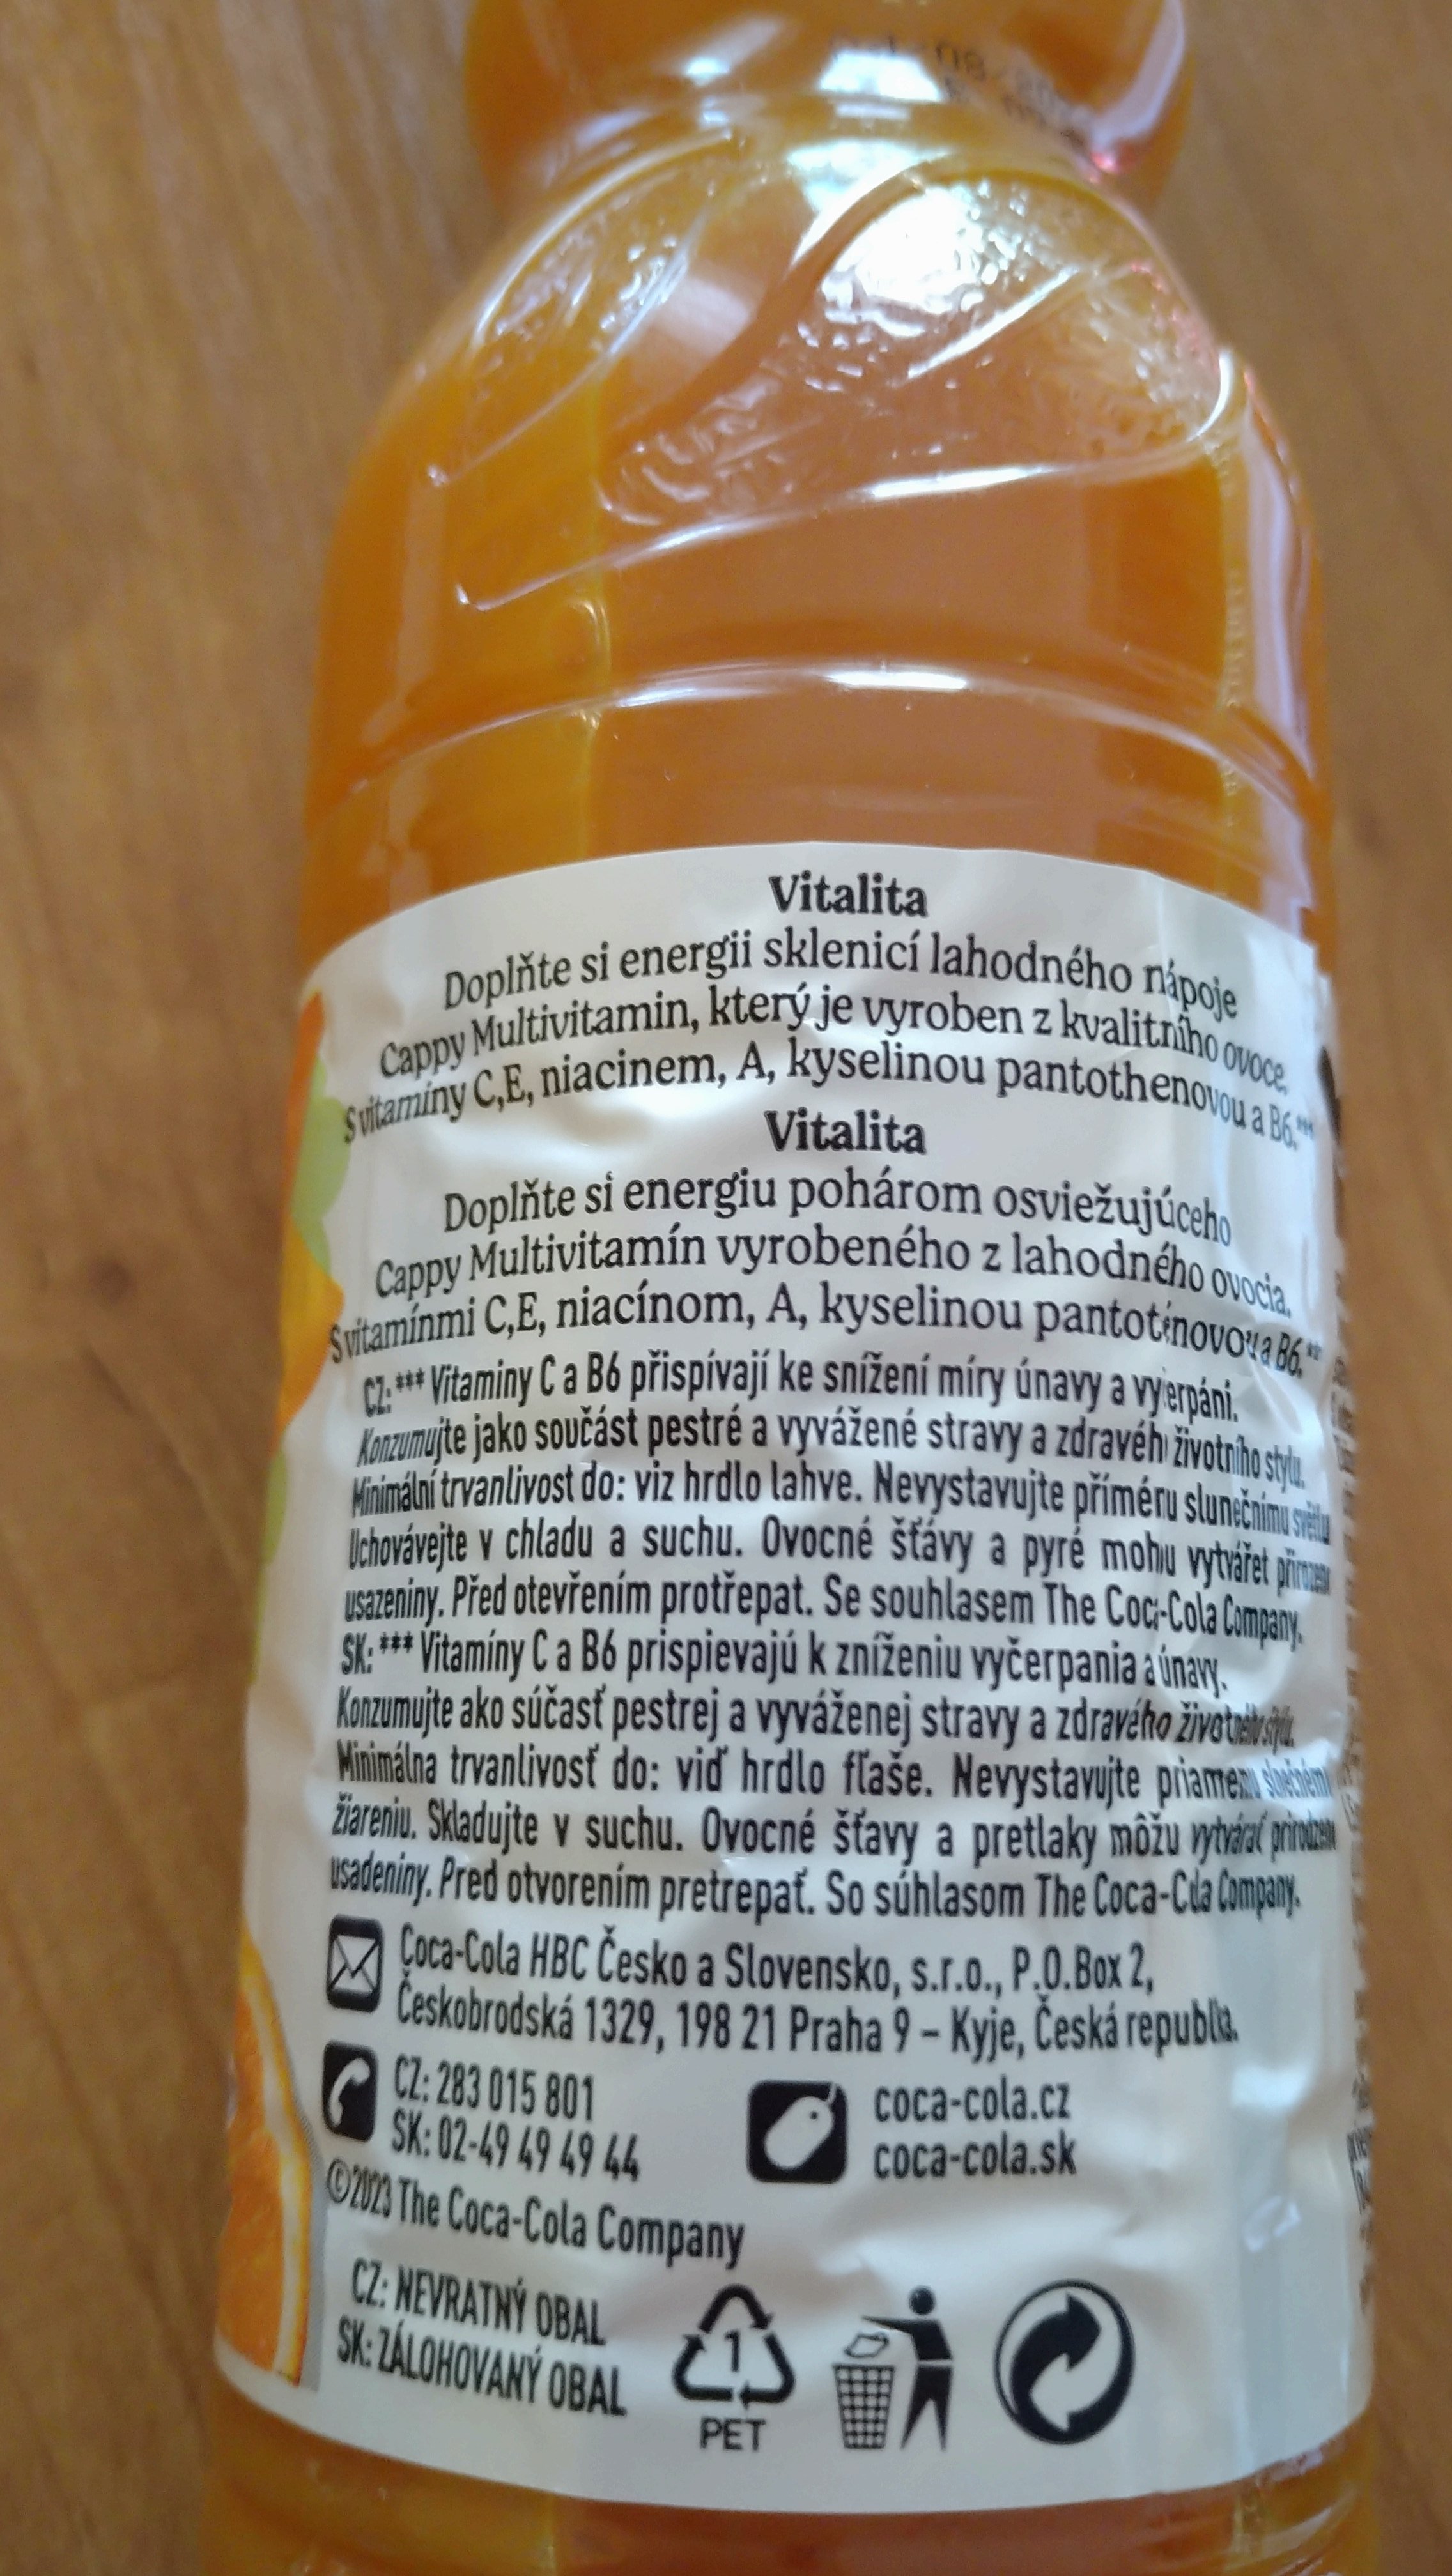 Vitalita
Doplňte si energii sklenicí lahodného nápoje
Cappy Multivitamin, který je vyroben z kvalitního ovoce.
S vitamíny C,E, niacinem, A, kyselinou pantothenovou a B6.***
Vitalita
Doplňte si energiu pohárom osviežujúceho
Cappy Multivitamín vyrobeného z lahodného ovocia.
S vitamínmi C,E, niacínom, A, kyselinou pantoténovou a B6.***
CZ: *** Vitaminy C a B6 přispívají ke snížení míry únavy a vyčerpání.
Konzumujte jako součást pestré a vyvážené stravy a zdravého životního stylu.
Minimální trvanlivost do: viz hrdlo lahve. Nevystavujte přímému slunečnímu světlu
Uchovávejte v chladu a suchu. Ovocné šťávy a pyré mohou vytvářet přirozené
usazeniny. Před otevřením protřepat. Se souhlasem The Coca-Cola Company.
SK: *** Vitamíny C a B6 prispievajú k zníženiu vyčerpania a únavy.
Konzumujte ako súčasť pestrej a vyváženej stravy a zdravého životného štýlu.
Minimálna trvanlivosť do: viď hrdlo fľaše. Nevystavujte priamemu slnečnému
žiareniu. Skladujte v suchu. Ovocné šťavy a pretlaky môžu vytvárať prirodzené
usadeniny. Pred otvorením pretrepať. So súhlasom The Coca-Cola Company.
Coca-Cola HBC Česko a Slovensko, s.r.o., P.O.Box 2,
Českobrodská 1329, 198 21 Praha 9 – Kyje, Česká republika.
CZ: 283 015 801
SK: 02-49 49 49 44
coca-cola.cz
coca-cola.sk
©2023 The Coca-Cola Company
CZ: NEVRATNÝ OBAL
SK: ZÁLOHOVANÝ OBAL
1
PET